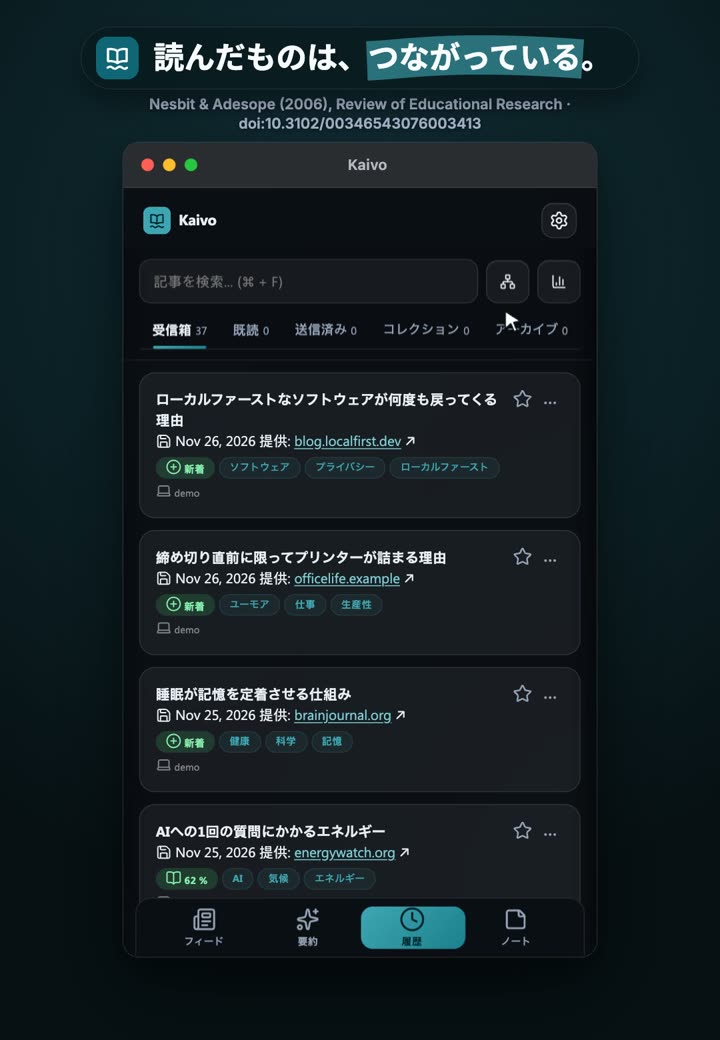 読んだものは、つながっている。
Nesbit & Adesope (2006), Review of Educational Research ·
doi:10.3102/00346543076003413
Kaivo
Kaivo
記事を検索... (⌘ + F)
受信箱 37 既読 0 送信済み 0 コレクション 0 アーカイブ 0
ローカルファーストなソフトウェアが何度も戻ってくる
理由
Nov 26, 2026 提供: blog.localfirst.dev ↗
新着 ソフトウェア プライバシー ローカルファースト
demo
締め切り直前に限ってプリンターが詰まる理由
Nov 26, 2026 提供: officelife.example ↗
新着 ユーモア 仕事 生産性
demo
睡眠が記憶を定着させる仕組み
Nov 25, 2026 提供: brainjournal.org ↗
新着 健康 科学 記憶
demo
AIへの1回の質問にかかるエネルギー
Nov 25, 2026 提供: energywatch.org ↗
62 % AI 気候 エネルギー
フィード 要約 履歴 ノート